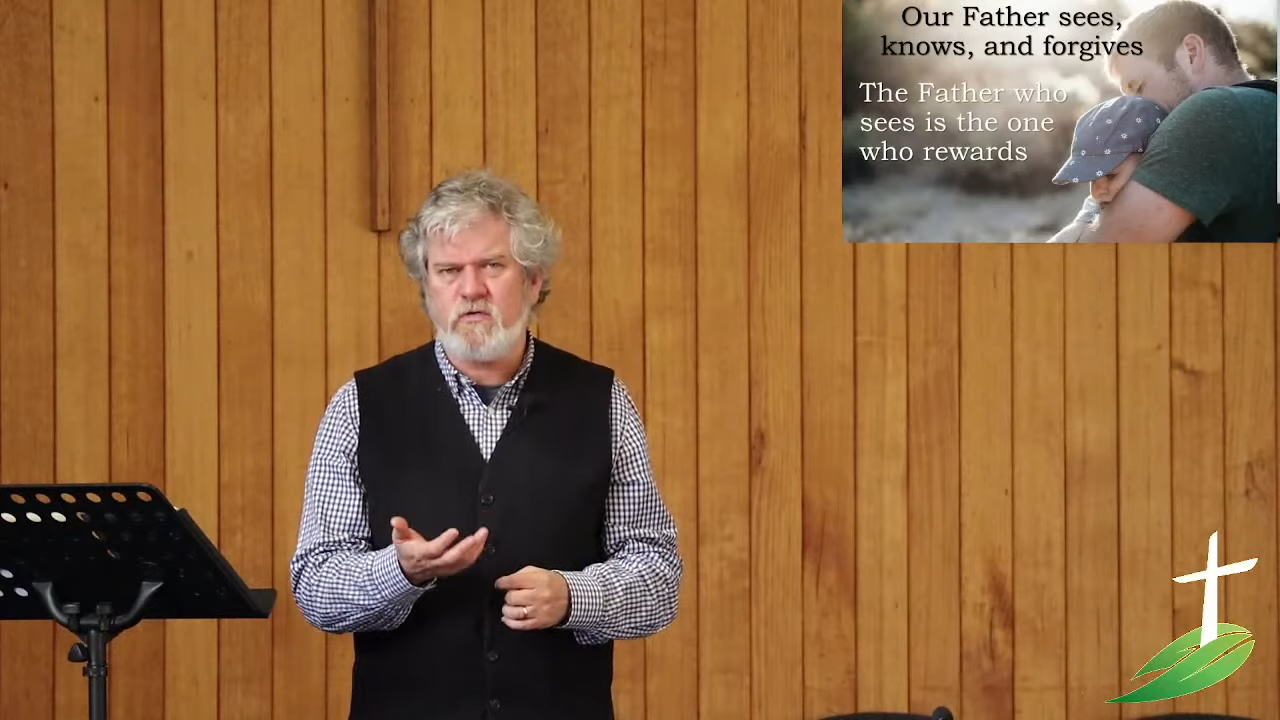 Our Father sees,
knows, and forgives
The Father who
sees is the one
who rewards